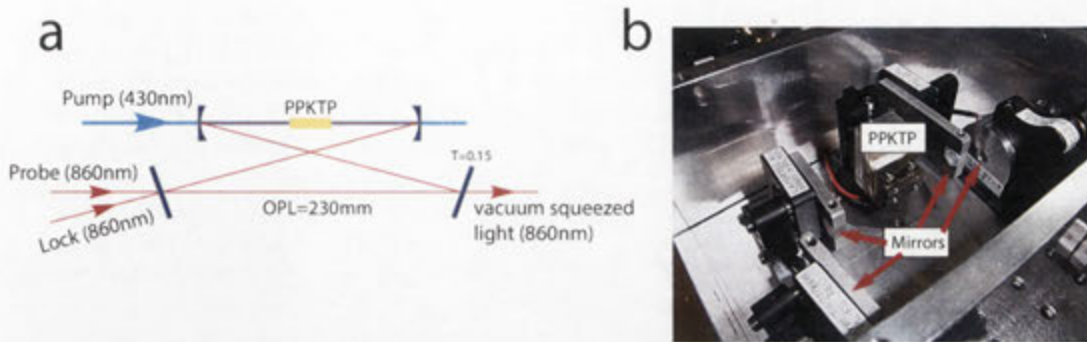 a
b
Pump (430nm)
PPKTP
T=0.15
Probe (860nm)
Lock (860nm)
OPL=230mm
vacuum squeezed
light (860nm)
PPKTP
Mirrors